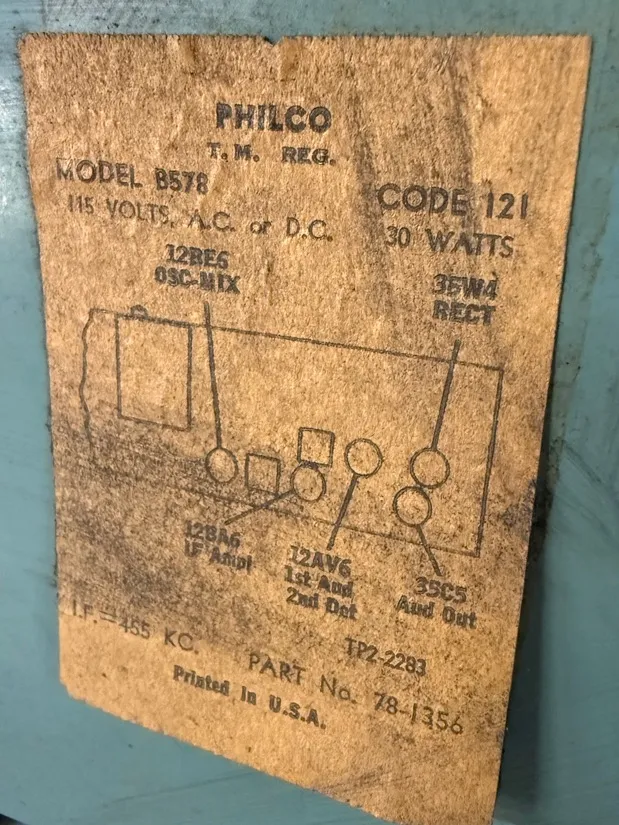 PHILCO
T. M. REG.
MODEL B578
CODE 121
115 VOLTS, A.C. or D.C.
30 WATTS
12BE6
OSC-MIX
35W4
RECT
12BA6
IF Ampl
12AV6
1st Aud
2nd Det
35C5
Aud Out
I.F.=455 KC.
TP2-2283
PART No. 78-1356
Printed in U.S.A.